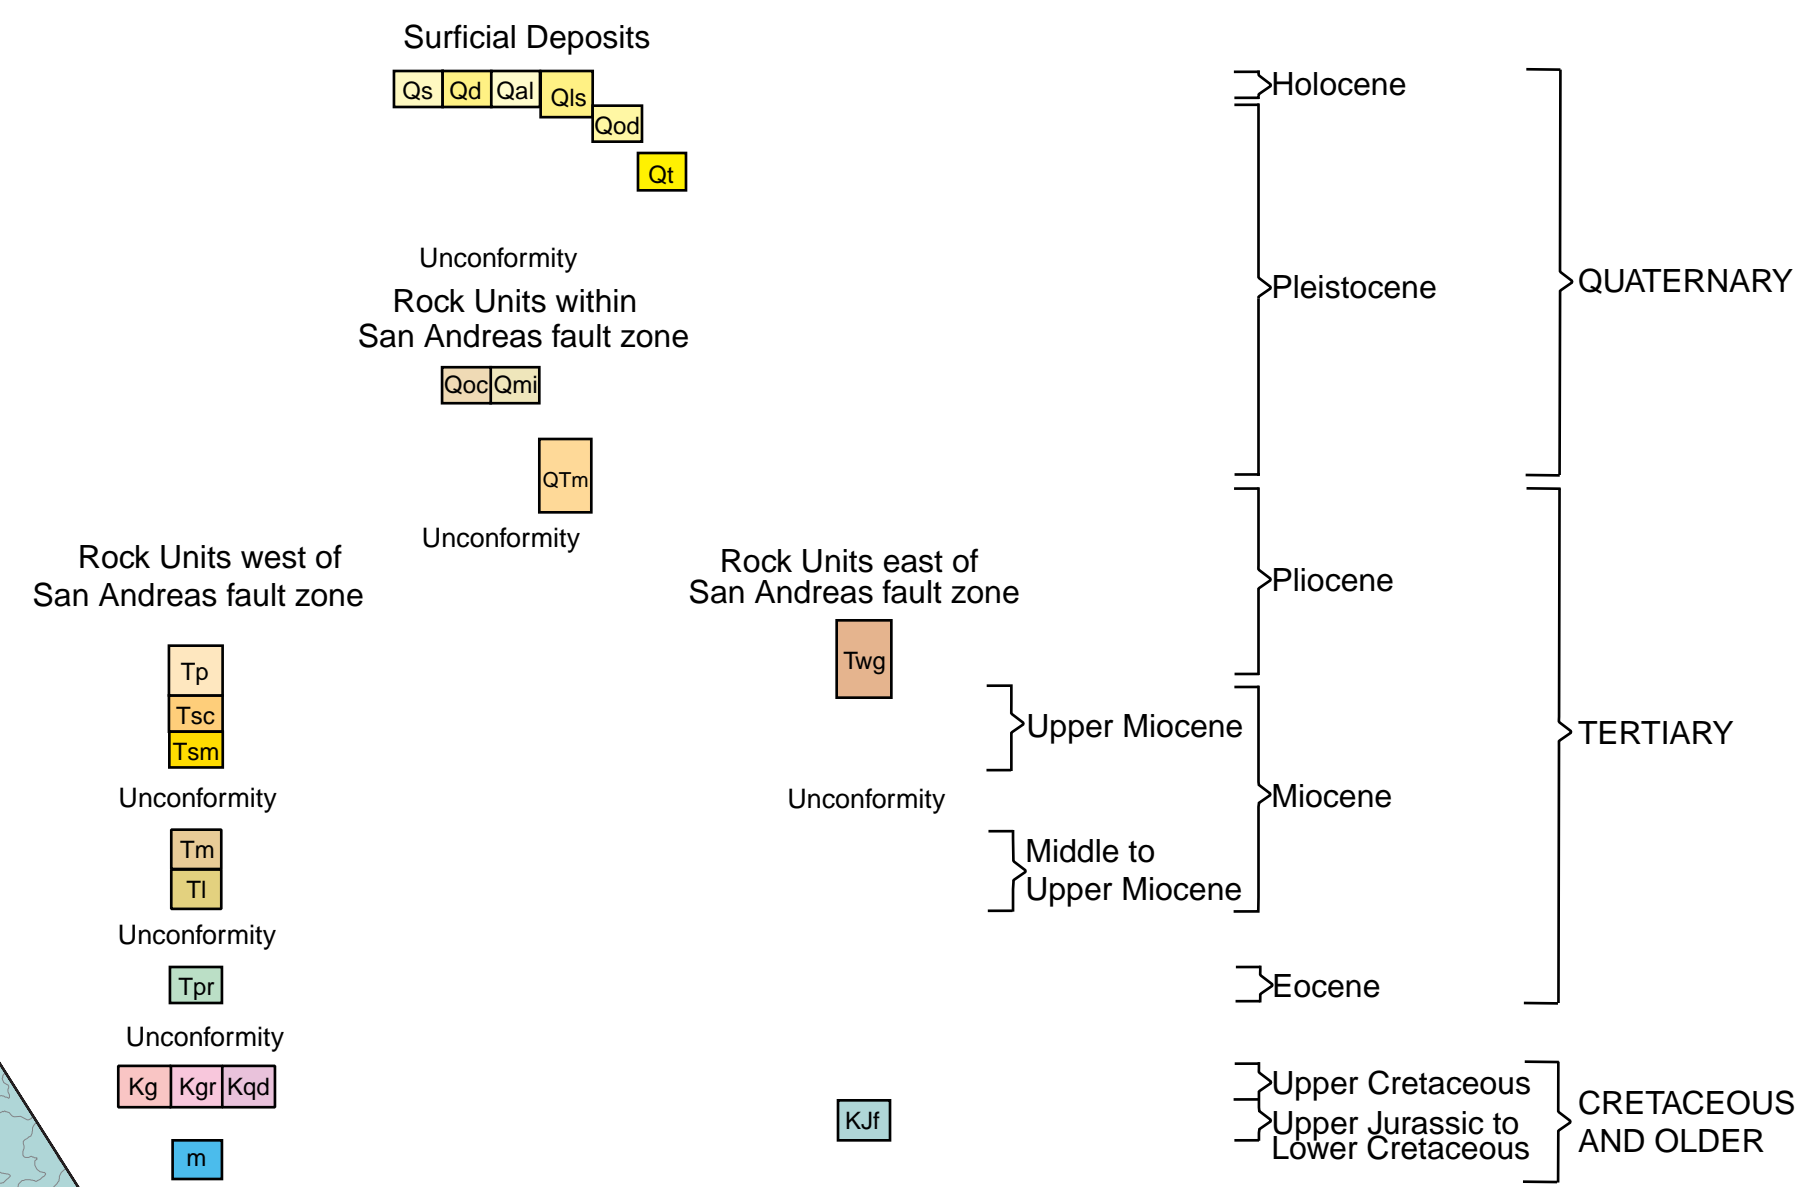 Surficial Deposits
Qs Qd Qal Qls
Qod
Qt
Holocene
Pleistocene
QUATERNARY
Unconformity
Rock Units within
San Andreas fault zone
Qoc Qmi
QTm
Unconformity
Rock Units west of
San Andreas fault zone
Tp
Tsc
Tsm
Unconformity
Tm
Tl
Unconformity
Tpr
Unconformity
Kg Kgr Kqd
m
Rock Units east of
San Andreas fault zone
Twg
Unconformity
KJf
Upper Miocene
Middle to
Upper Miocene
Pliocene
Miocene
Eocene
TERTIARY
Upper Cretaceous
Upper Jurassic to
Lower Cretaceous
CRETACEOUS
AND OLDER